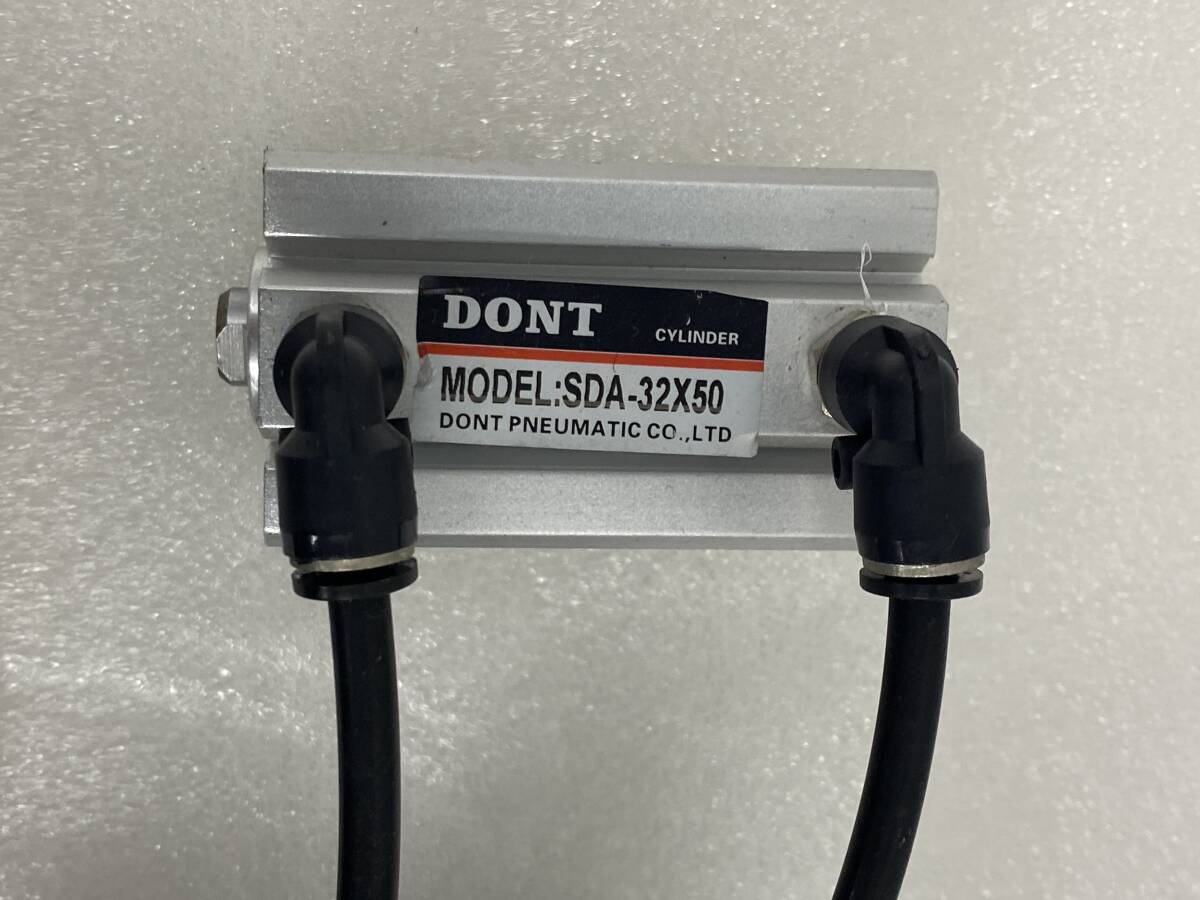 DONT
CYLINDER
MODEL:SDA-32X50
DONT PNEUMATIC CO.,LTD